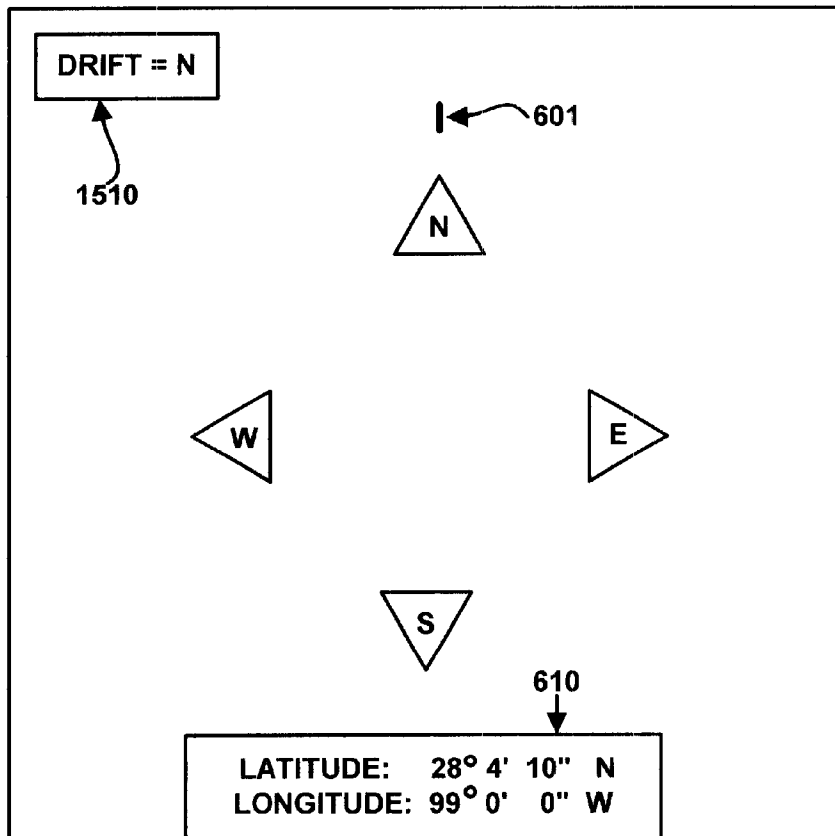 DRIFT = N
601
1510
N
W
E
S
610
LATITUDE: 28° 4' 10" N
LONGITUDE: 99° 0' 0" W